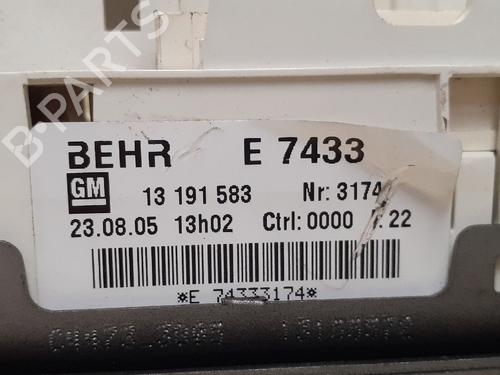 B-PARTS
BEHR E 7433
GM 13 191 583 Nr: 3174
23.08.05 13h02 Ctrl: 0000 22
*E 74333174*